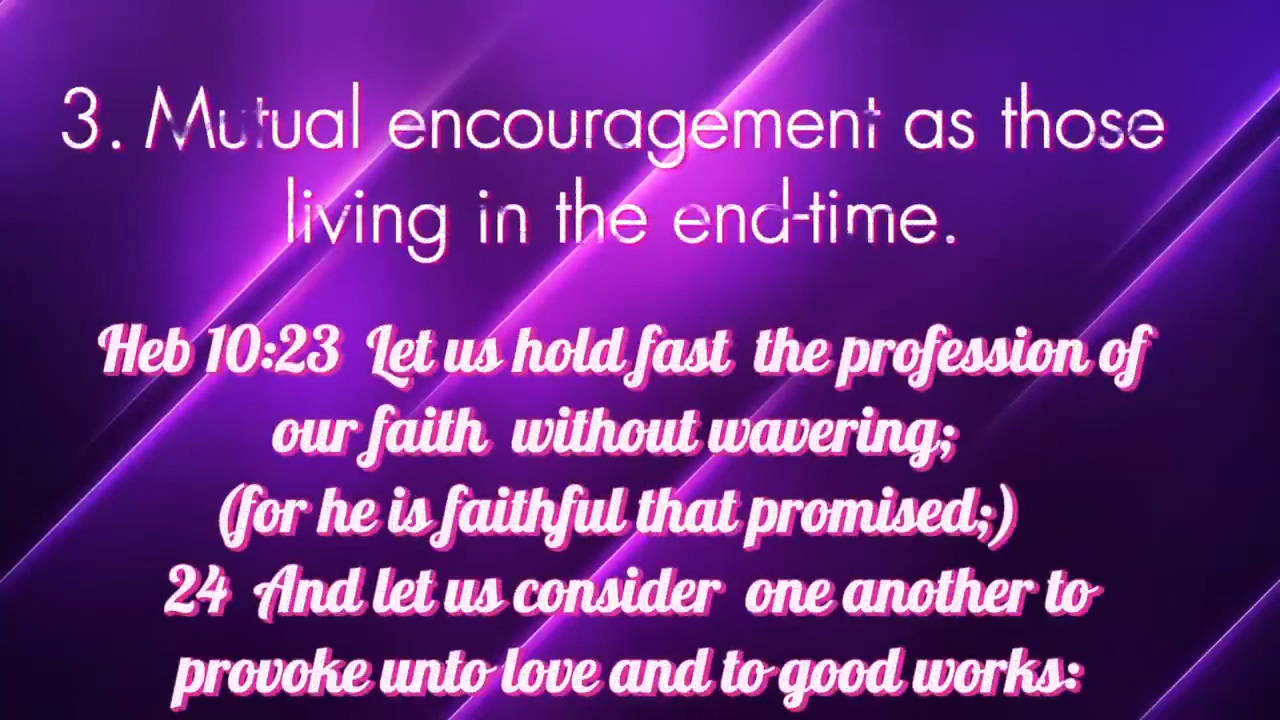 3. Mutual encouragement as those
living in the end-time.
Heb 10:23 Let us hold fast the profession of
our faith without wavering;
(for he is faithful that promised;)
24 And let us consider one another to
provoke unto love and to good works: